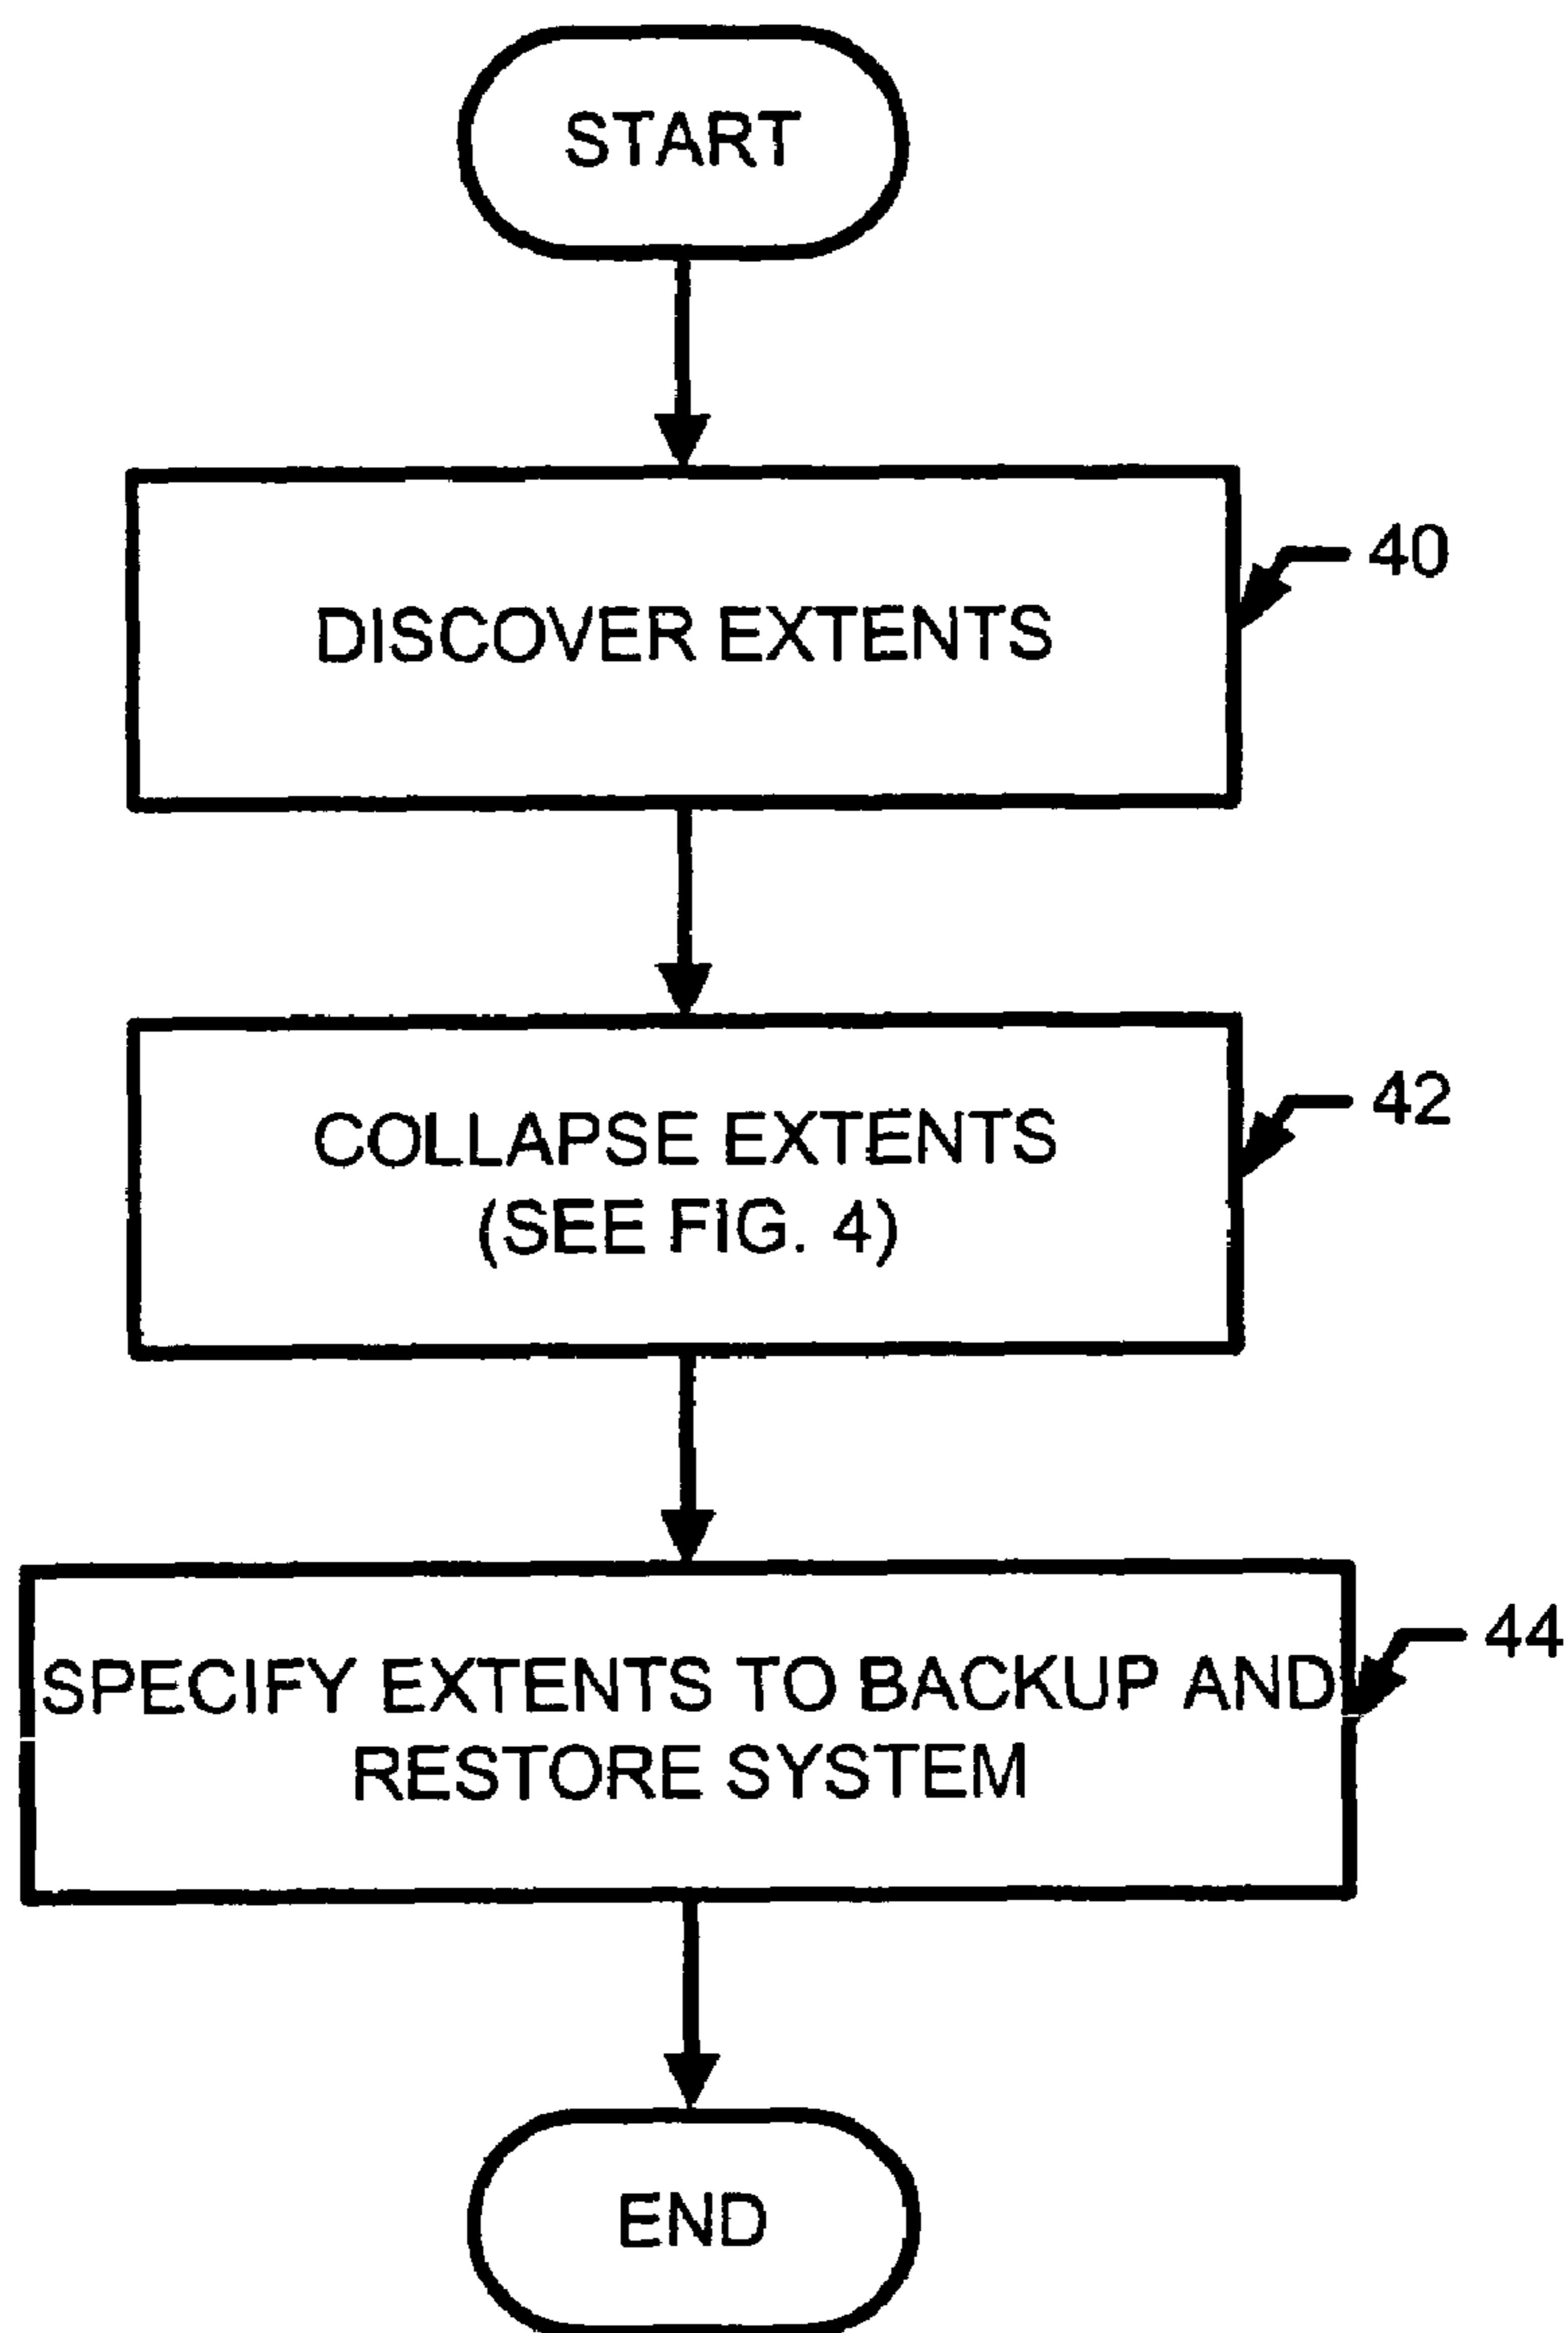 START
DISCOVER EXTENTS
40
COLLAPSE EXTENTS
(SEE FIG. 4)
42
SPECIFY EXTENTS TO BACKUP AND
RESTORE SYSTEM
44
END